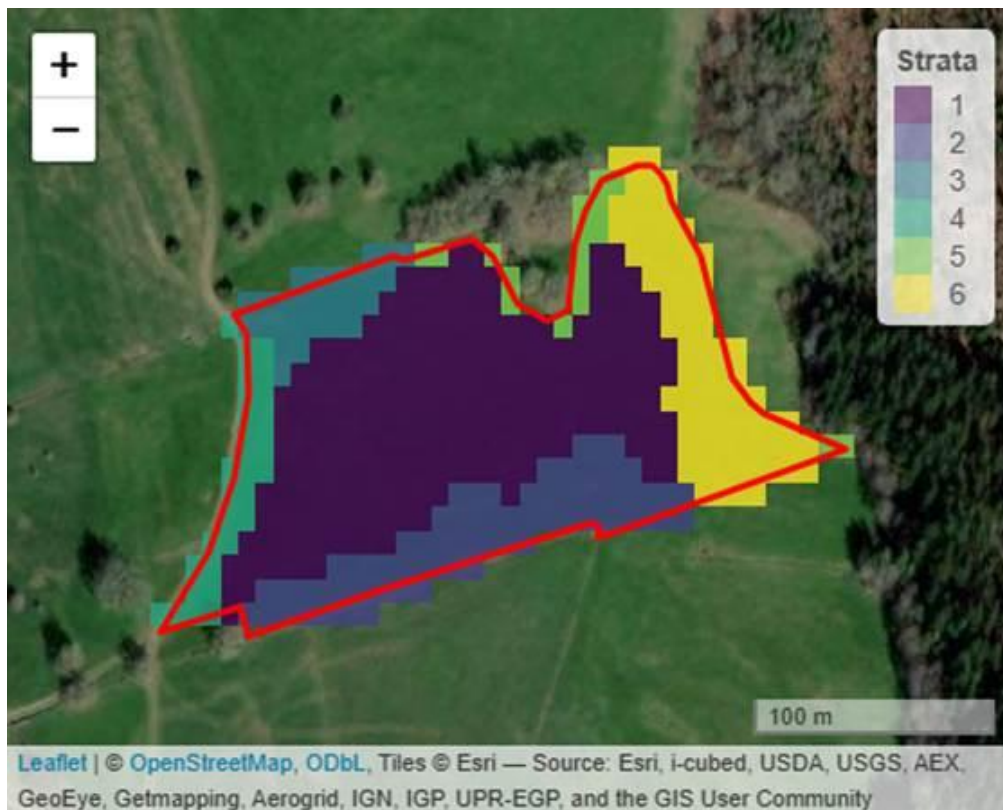 +
−
Strata
1
2
3
4
5
6
100 m
Leaflet | © OpenStreetMap, ODbL, Tiles © Esri — Source: Esri, i-cubed, USDA, USGS, AEX,
GeoEye, Getmapping, Aerogrid, IGN, IGP, UPR-EGP, and the GIS User Community